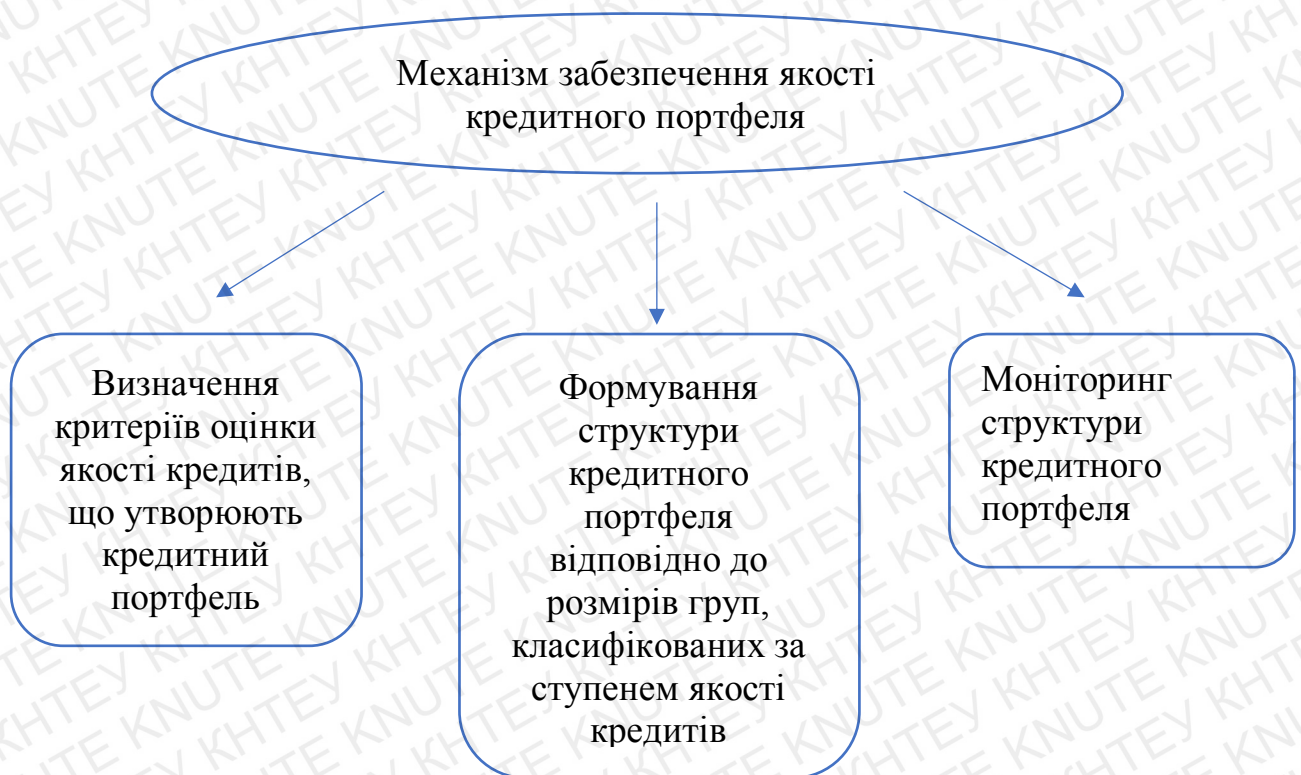 Механізм забезпечення якості
кредитного портфеля
Визначення
критеріїв оцінки
якості кредитів,
що утворюють
кредитний
портфель
Формування
структури
кредитного
портфеля
відповідно до
розмірів груп,
класифікованих за
ступенем якості
кредитів
Моніторинг
структури
кредитного
портфеля